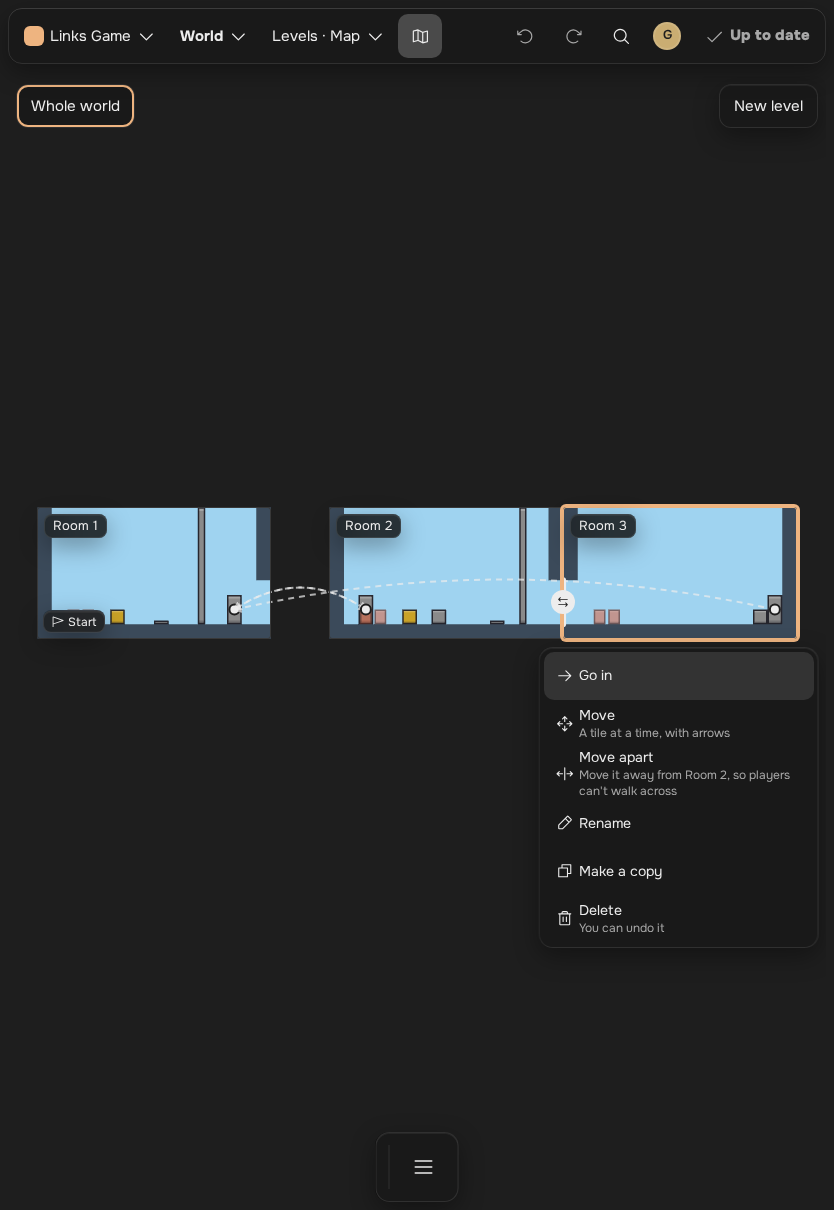 Links Game
World
Levels · Map
G
Up to date
Whole world
New level
Room 1
Room 2
Room 3
Start
Go in
Move
A tile at a time, with arrows
Move apart
Move it away from Room 2, so players
can't walk across
Rename
Make a copy
Delete
You can undo it